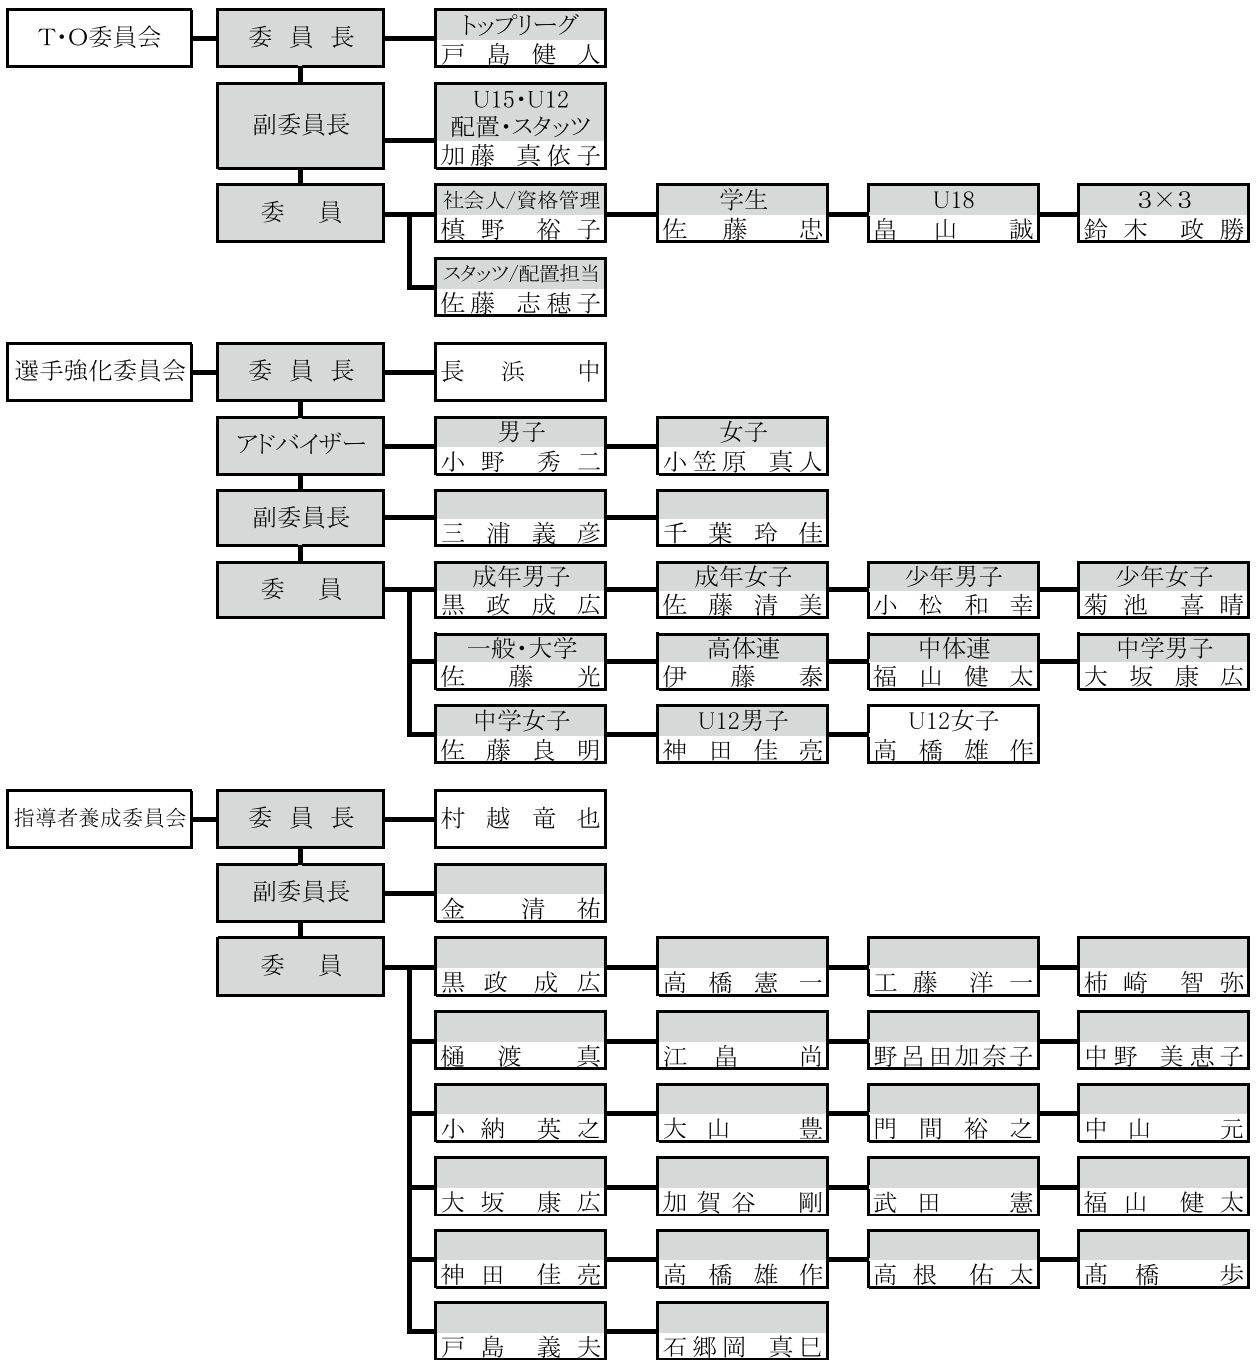 T・O委員会
委員長
トップリーグ
戸島健人
副委員長
U15・U12
配置・スタッツ
加藤 真依子
委員
社会人/資格管理
槙野 裕子
学生
佐藤 忠
U18
畠山 誠
3×3
鈴木 政勝
スタッツ/配置担当
佐藤 志穂子
選手強化委員会
委員長
長浜 中
アドバイザー
男子
小野 秀二
女子
小笠原 真人
副委員長
三浦義彦
千葉玲佳
委員
成年男子
黒政成広
成年女子
佐藤清美
少年男子
小松和幸
少年女子
菊池 喜晴
一般・大学
佐藤光
高体連
伊藤泰
中体連
福山健太
中学男子
大坂康広
中学女子
佐藤良明
U12男子
神田佳亮
U12女子
高橋雄作
指導者養成委員会
委員長
村越竜也
副委員長
金 清祐
委員
黒政 成広
高橋憲一
工藤 洋一
柿崎 智弥
樋渡 真
江畠 尚
野呂田加奈子
中野 美恵子
小納 英之
大山 豊
門間裕之
中山 元
大坂 康広
加賀谷 剛
武田 憲
福山 健太
神田 佳亮
高橋雄作
高根 佑太
髙橋 歩
戸島 義夫
石郷岡 真巳